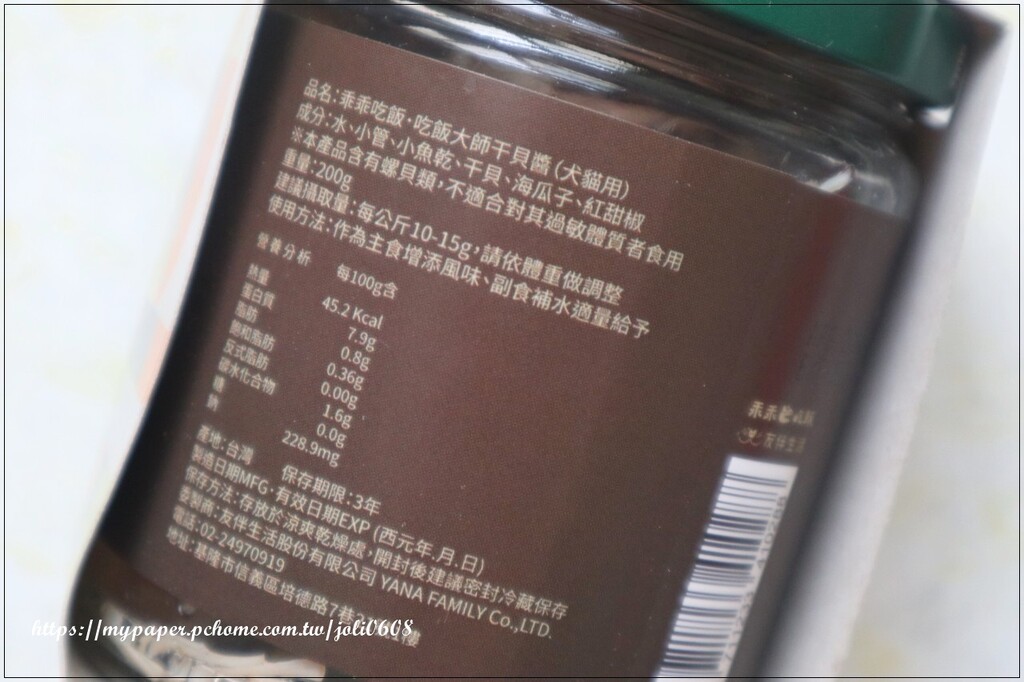 品名:乖乖吃飯·吃飯大師干貝醬(犬貓用)
成分:水、小管、小魚乾、干貝、海瓜子、紅甜椒
※本產品含有螺貝類,不適合對其過敏體質者食用
重量:200g
建議攝取量:每公斤10-15g,請依體重做調整
使用方法:作為主食增添風味、副食補水適量給予
營養分析 每100g含
熱量 45.2 Kcal
蛋白質 7.9g
脂肪 0.8g
飽和脂肪 0.36g
反式脂肪 0.00g
碳水化合物 1.6g
糖 0.0g
鈉 228.9mg
產地:台灣 保存期限:3年
製造日期MFG·有效日期EXP (西元年.月.日)
保存方法:存放於涼爽乾燥處,開封後建議密封冷藏保存
委製商:友伴生活股份有限公司 YANA FAMILY Co.,LTD.
電話:02-24970919
地址:基隆市信義區培德路7巷
乖乖吃飯
友伴生活
https://mypaper.pchome.com.tw/joli0608